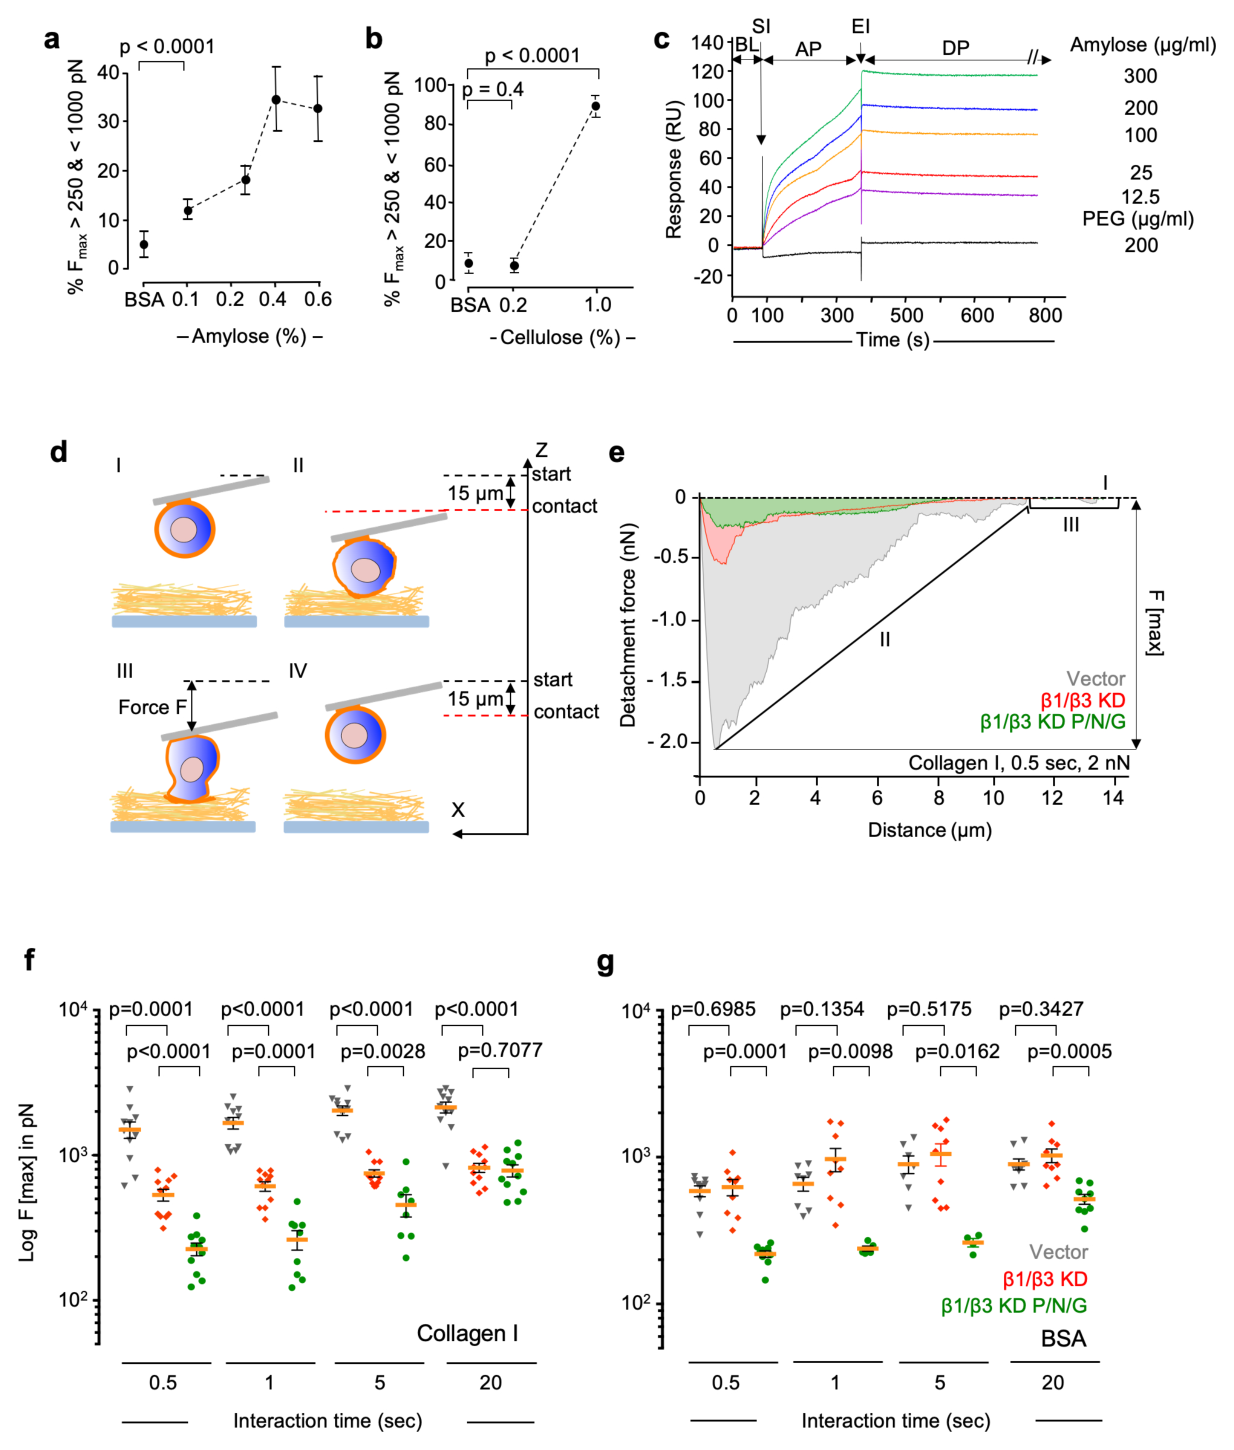 a
p < 0.0001
% Fmax > 250 & < 1000 pN
40
30
20
10
0
BSA 0.1 0.2 0.4 0.6
– Amylose (%) –
b
p < 0.0001
p = 0.4
% Fmax > 250 & < 1000 pN
100
80
60
40
20
0
BSA 0.2 1.0
- Cellulose (%) –
c
SI EI
BL AP DP //
Response (RU)
140
120
100
80
60
40
20
0
-20
0 100 300 500 600 800
Time (s)
Amylose (µg/ml)
300
200
100
25
12.5
PEG (µg/ml)
200
d
I II
Z
start
15 µm
contact
III IV
Force F
start
15 µm
contact
X
e
Detachment force (nN)
0
-0.5
-1.0
- 1.5
- 2.0
I
III
II
F [max]
Vector
β1/β3 KD
β1/β3 KD P/N/G
Collagen I, 0.5 sec, 2 nN
0 2 4 6 8 10 12 14
Distance (µm)
f
Log F [max] in pN
10⁴
10³
10²
p=0.0001 p<0.0001 p<0.0001 p<0.0001
p<0.0001 p=0.0001 p=0.0028 p=0.7077
Collagen I
0.5 1 5 20
Interaction time (sec)
g
10⁴
10³
10²
p=0.6985 p=0.1354 p=0.5175 p=0.3427
p=0.0001 p=0.0098 p=0.0162 p=0.0005
Vector
β1/β3 KD
β1/β3 KD P/N/G
BSA
0.5 1 5 20
Interaction time (sec)